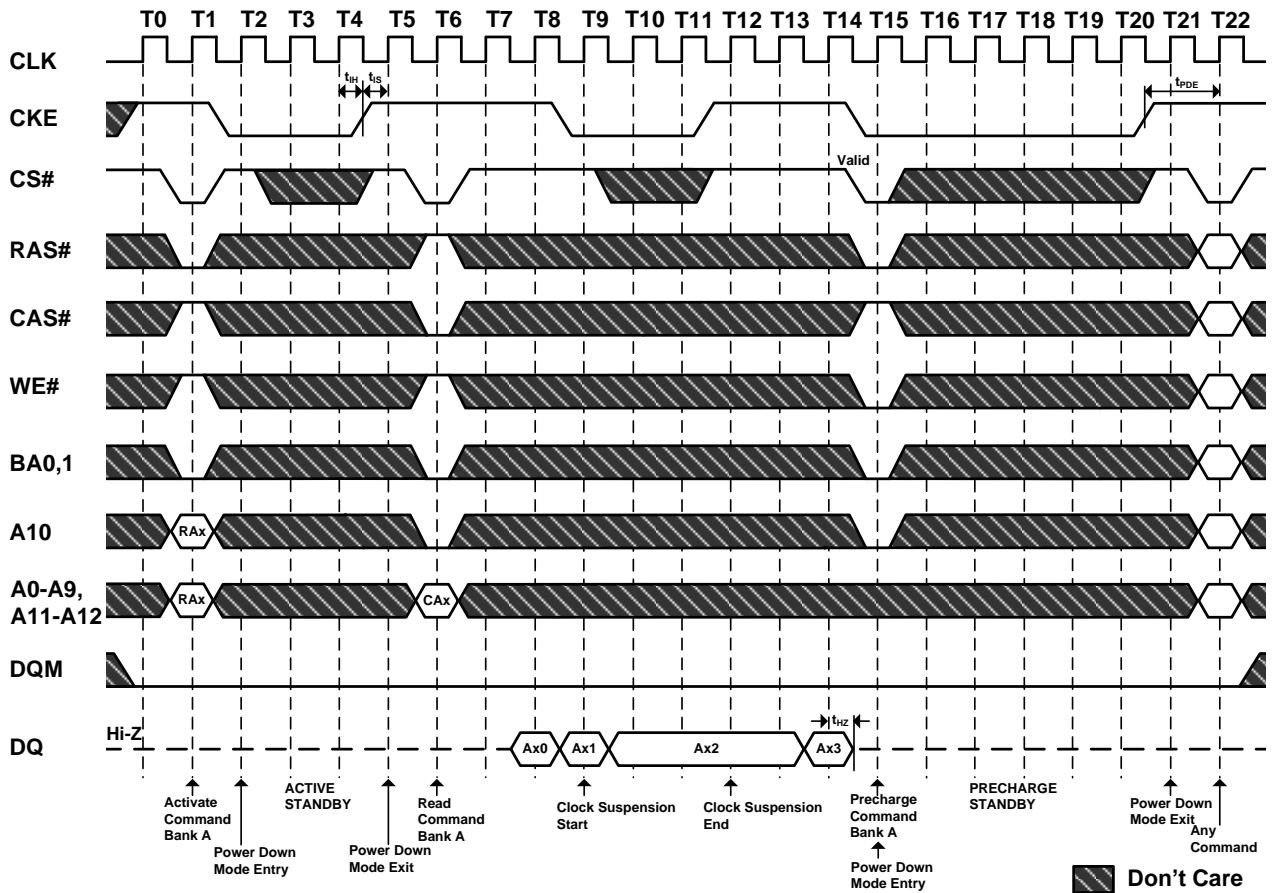 T0 T1 T2 T3 T4 T5 T6 T7 T8 T9 T10 T11 T12 T13 T14 T15 T16 T17 T18 T19 T20 T21 T22
CLK
tIH tIS tPDE
CKE
Valid
CS#
RAS#
CAS#
WE#
BA0,1
A10 RAx
A0-A9,
A11-A12 RAx CAx
DQM
Hi-Z tHZ
DQ Ax0 Ax1 Ax2 Ax3
Activate
Command
Bank A
Power Down
Mode Entry
ACTIVE
STANDBY
Power Down
Mode Exit
Read
Command
Bank A
Clock Suspension
Start
Clock Suspension
End
Precharge
Command
Bank A
Power Down
Mode Entry
PRECHARGE
STANDBY
Power Down
Mode Exit
Any
Command
Don't Care